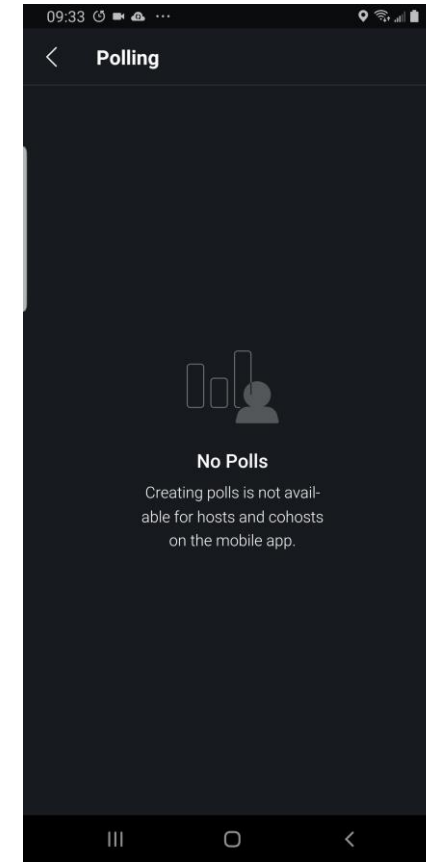 09:33
Polling
No Polls
Creating polls is not avail-
able for hosts and cohosts
on the mobile app.